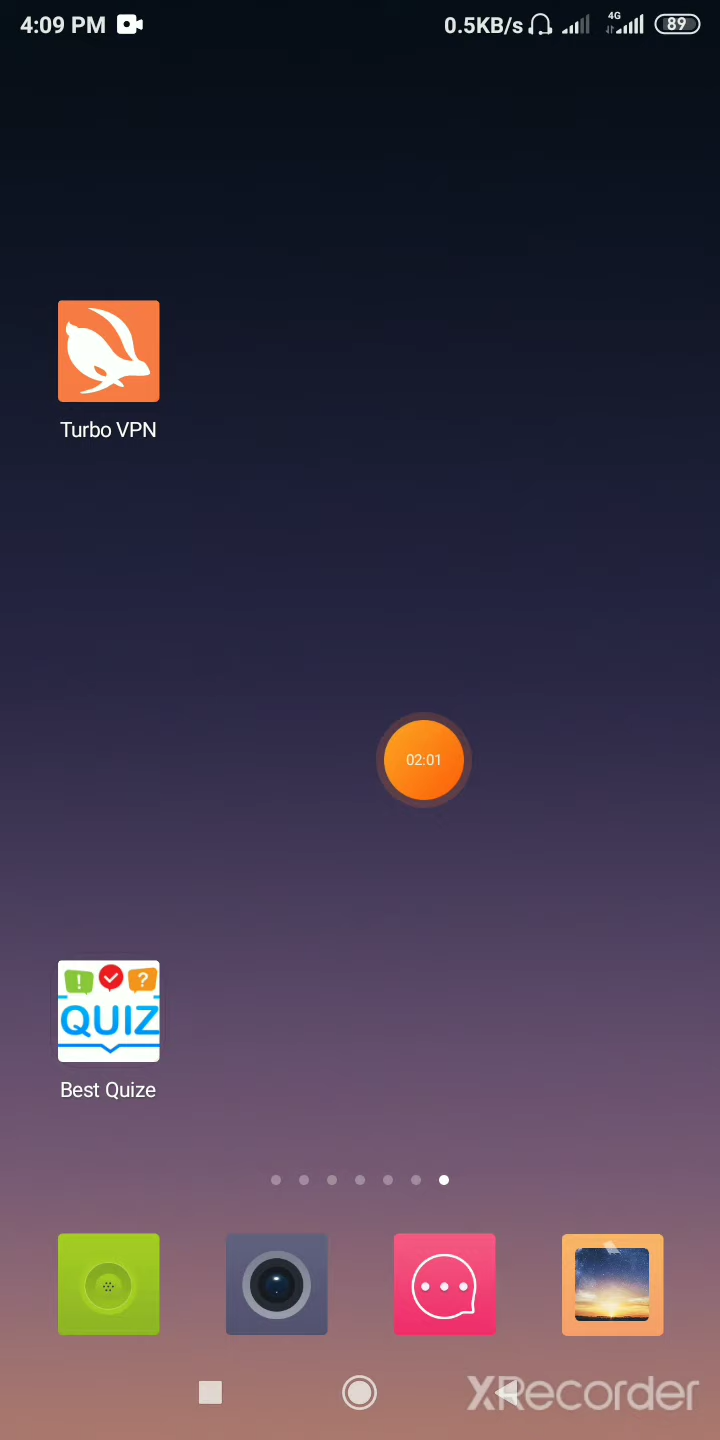 4:09 PM 0.5KB/s 4G 89
Turbo VPN
02:01
! ?
QUIZ
Best Quize
XRecorder